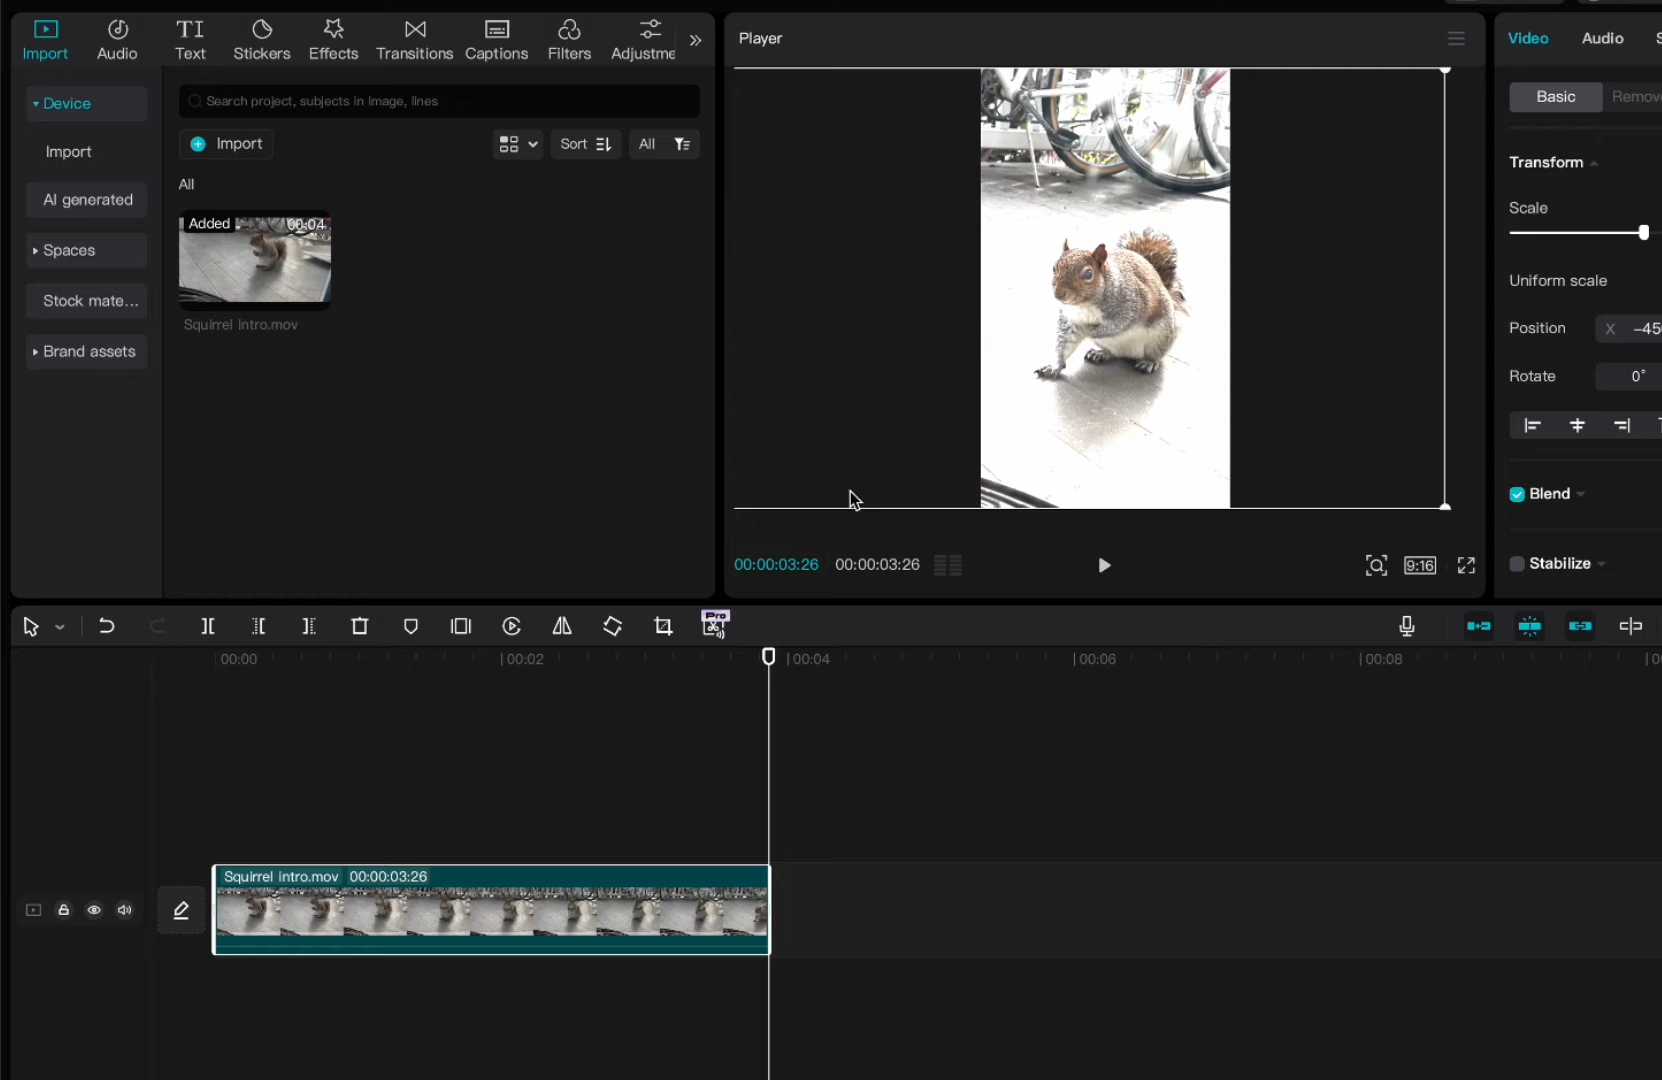 Import
Audio
Text
Stickers
Effects
Transitions
Captions
Filters
Adjustme
Device
Import
AI generated
Spaces
Stock mate...
Brand assets
Search project, subjects in image, lines
Import
Sort
All
All
Added
00:04
Squirrel intro.mov
Player
00:00:03:26
00:00:03:26
9:16
Video
Audio
Basic
Remov
Transform
Scale
Uniform scale
Position
X
-45
Rotate
0°
Blend
Stabilize
Pro
00:00
00:02
00:04
00:06
00:08
Squirrel intro.mov 00:00:03:26